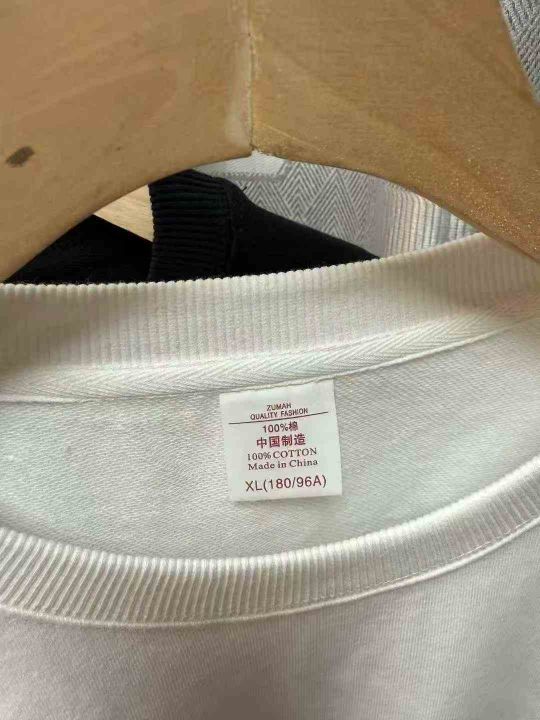 ZUMAH
QUALITY FASHION
100%棉
中国制造
100% COTTON
Made in China
XL(180/96A)